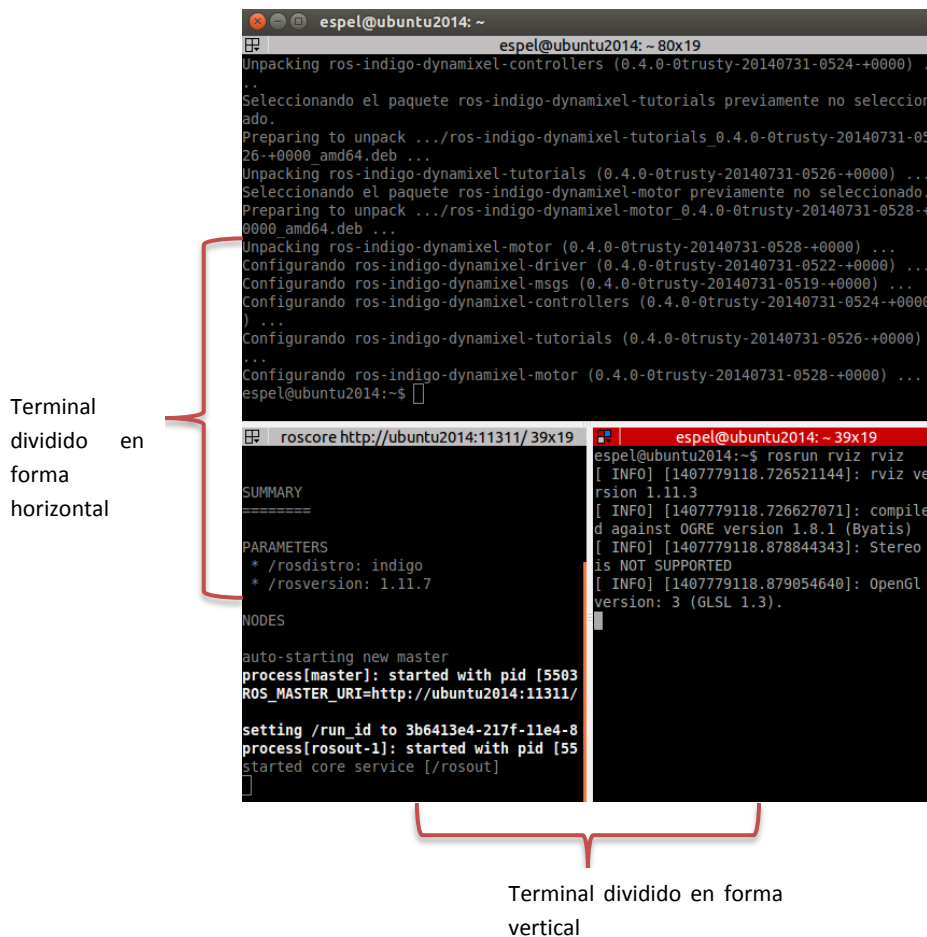 espel@ubuntu2014: ~
espel@ubuntu2014: ~ 80x19
Unpacking ros-indigo-dynamixel-controllers (0.4.0-0trusty-20140731-0524-+0000) .
..
Seleccionando el paquete ros-indigo-dynamixel-tutorials previamente no seleccion
ado.
Preparing to unpack .../ros-indigo-dynamixel-tutorials_0.4.0-0trusty-20140731-05
26-+0000_amd64.deb ...
Unpacking ros-indigo-dynamixel-tutorials (0.4.0-0trusty-20140731-0526-+0000) ...
Seleccionando el paquete ros-indigo-dynamixel-motor previamente no seleccionado.
Preparing to unpack .../ros-indigo-dynamixel-motor_0.4.0-0trusty-20140731-0528-+
0000_amd64.deb ...
Unpacking ros-indigo-dynamixel-motor (0.4.0-0trusty-20140731-0528-+0000) ...
Configurando ros-indigo-dynamixel-driver (0.4.0-0trusty-20140731-0522-+0000) ...
Configurando ros-indigo-dynamixel-msgs (0.4.0-0trusty-20140731-0519-+0000) ...
Configurando ros-indigo-dynamixel-controllers (0.4.0-0trusty-20140731-0524-+0000
) ...
Configurando ros-indigo-dynamixel-tutorials (0.4.0-0trusty-20140731-0526-+0000)
...
Configurando ros-indigo-dynamixel-motor (0.4.0-0trusty-20140731-0528-+0000) ...
espel@ubuntu2014:~$
Terminal
dividido en
forma
horizontal
roscore http://ubuntu2014:11311/ 39x19
SUMMARY
========
PARAMETERS
* /rosdistro: indigo
* /rosversion: 1.11.7
NODES
auto-starting new master
process[master]: started with pid [5503
ROS_MASTER_URI=http://ubuntu2014:11311/
setting /run_id to 3b6413e4-217f-11e4-8
process[rosout-1]: started with pid [55
started core service [/rosout]
espel@ubuntu2014: ~ 39x19
espel@ubuntu2014:~$ rosrun rviz rviz
[ INFO] [1407779118.726521144]: rviz ve
rsion 1.11.3
[ INFO] [1407779118.726627071]: compile
d against OGRE version 1.8.1 (Byatis)
[ INFO] [1407779118.878844343]: Stereo
is NOT SUPPORTED
[ INFO] [1407779118.879054640]: OpenGl
version: 3 (GLSL 1.3).
Terminal dividido en forma
vertical